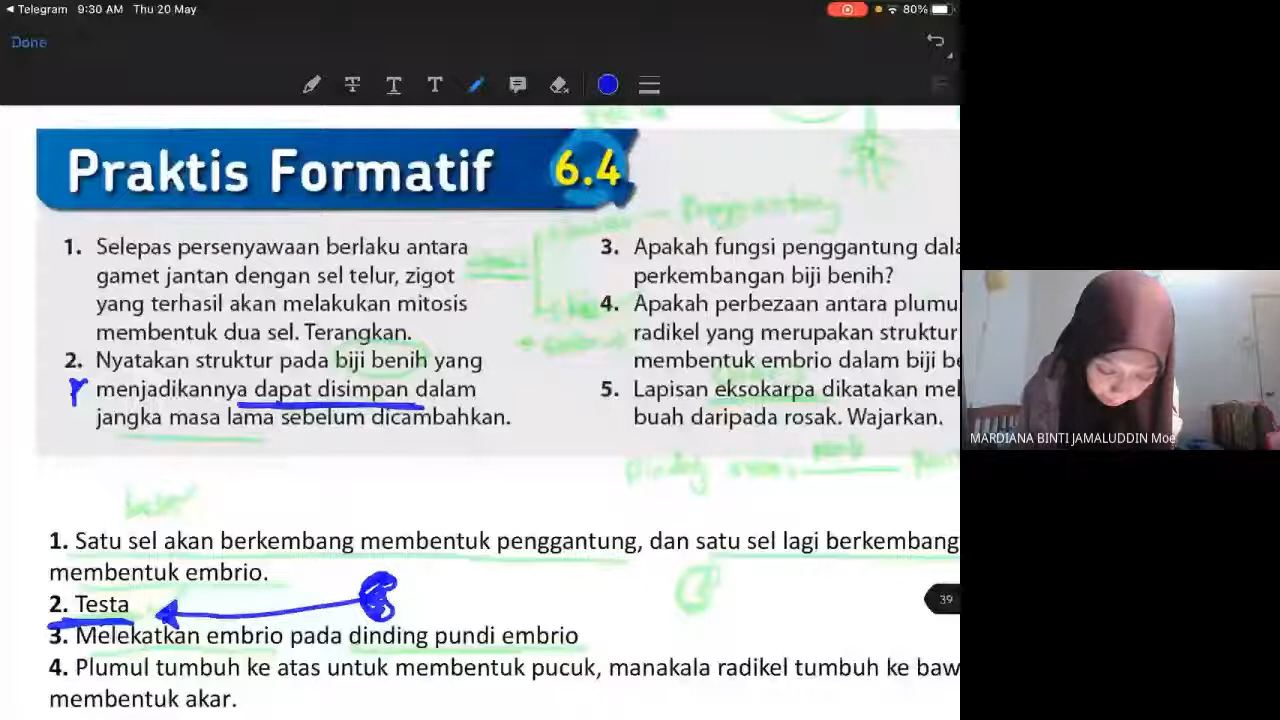 Telegram 9:30 AM Thu 20 May
80%
Done
T T T
Praktis Formatif 6.4
1. Selepas persenyawaan berlaku antara
gamet jantan dengan sel telur, zigot
yang terhasil akan melakukan mitosis
membentuk dua sel. Terangkan.
2. Nyatakan struktur pada biji benih yang
menjadikannya dapat disimpan dalam
jangka masa lama sebelum dicambahkan.
Penggantung
3. Apakah fungsi penggantung dala
perkembangan biji benih?
4. Apakah perbezaan antara plumu
radikel yang merupakan struktur
membentuk embrio dalam biji be
5. Lapisan eksokarpa dikatakan mel
buah daripada rosak. Wajarkan.
Dinding
1. Satu sel akan berkembang membentuk penggantung, dan satu sel lagi berkembang
membentuk embrio.
2. Testa
3. Melekatkan embrio pada dinding pundi embrio
4. Plumul tumbuh ke atas untuk membentuk pucuk, manakala radikel tumbuh ke baw
membentuk akar.
39
MARDIANA BINTI JAMALUDDIN Moe